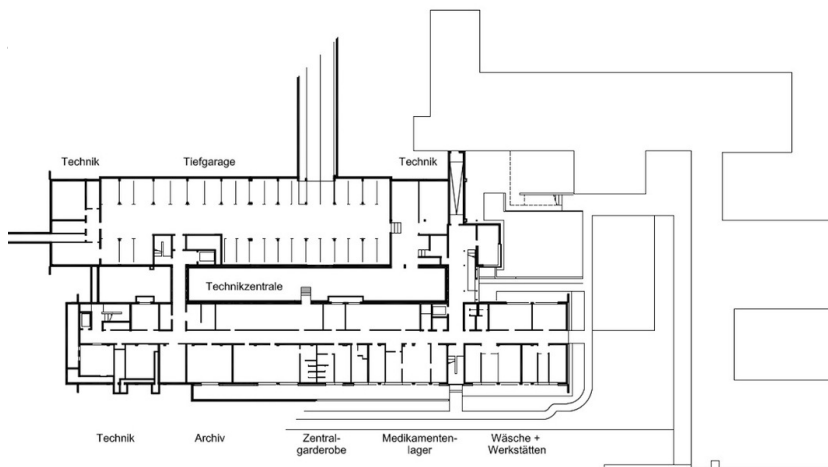 Technik
Tiefgarage
Technik
Technikzentrale
Technik
Archiv
Zentral-
garderobe
Medikamenten-
lager
Wäsche +
Werkstätten